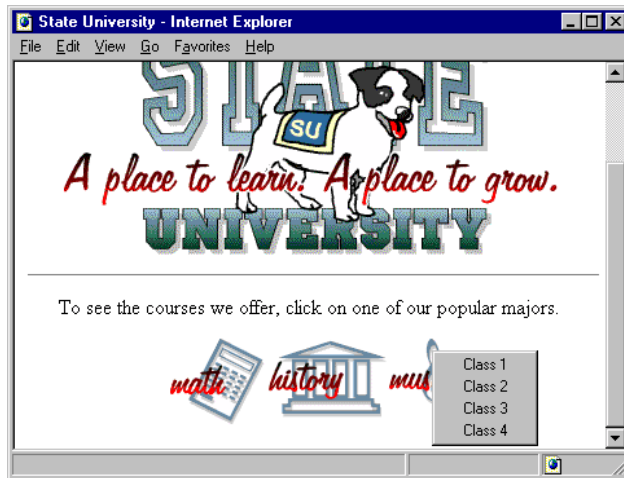 State University - Internet Explorer
File Edit View Go Favorites Help
STATE
SU
A place to learn. A place to grow.
UNIVERSITY
To see the courses we offer, click on one of our popular majors.
math history mus
Class 1
Class 2
Class 3
Class 4